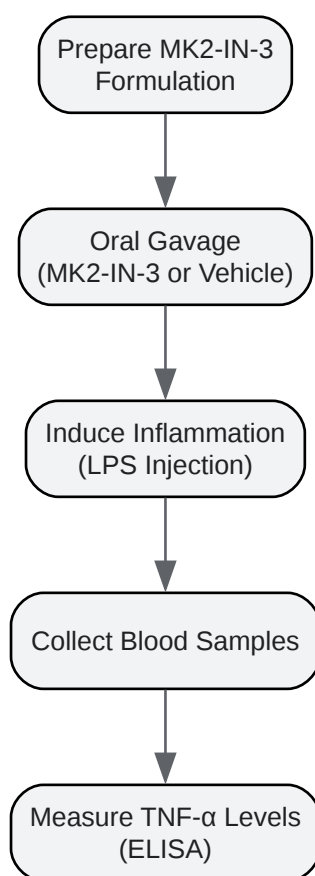 Prepare MK2-IN-3
Formulation
Oral Gavage
(MK2-IN-3 or Vehicle)
Induce Inflammation
(LPS Injection)
Collect Blood Samples
Measure TNF-α Levels
(ELISA)